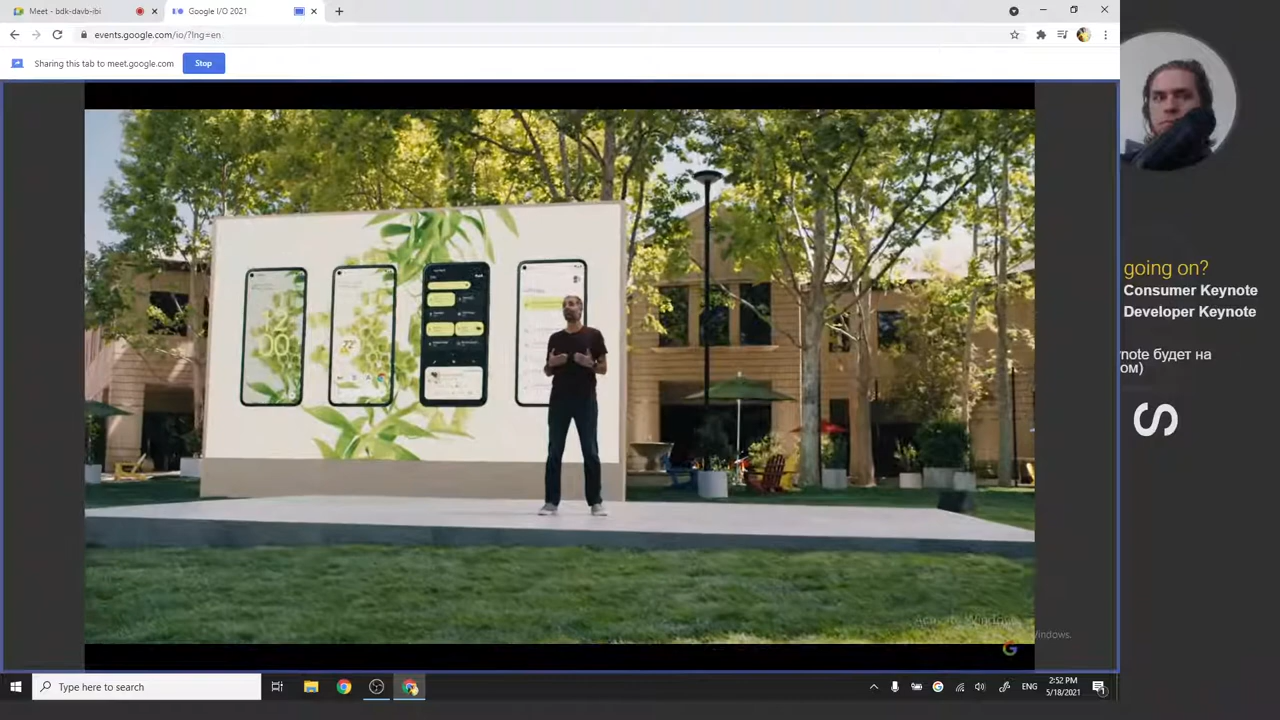 Meet - bdk-davb-ibi
Google I/O 2021
events.google.com/io/?lng=en
Sharing this tab to meet.google.com
Stop
going on?
Consumer Keynote
Developer Keynote
note будет на
ом)
S
72
Windows.
Type here to search
ENG
2:52 PM
5/18/2021